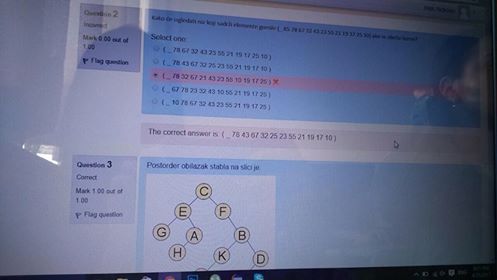 Question 2
Incorrect
Mark 0.00 out of
1.00
Flag question
Kako će izgledati niz koji sadrži elemente gomile ( _ 85 78 67 32 43 23 55 21 19 17 25 10)
Select one:
( _ 78 67 32 43 23 55 21 19 17 25 10 )
( _ 78 43 67 32 25 23 55 21 19 17 10 )
( _ 78 32 67 21 43 23 55 10 19 17 25 )
( _ 67 78 23 32 43 10 55 21 19 17 25 )
( _ 10 78 67 32 43 23 55 21 19 17 25 )
The correct answer is: ( _ 78 43 67 32 25 23 55 21 19 17 10 )
Question 3
Correct
Mark 1.00 out of
1.00
Flag question
Postorder obilazak stabla na slici je:
C
E F
G A B
H K D